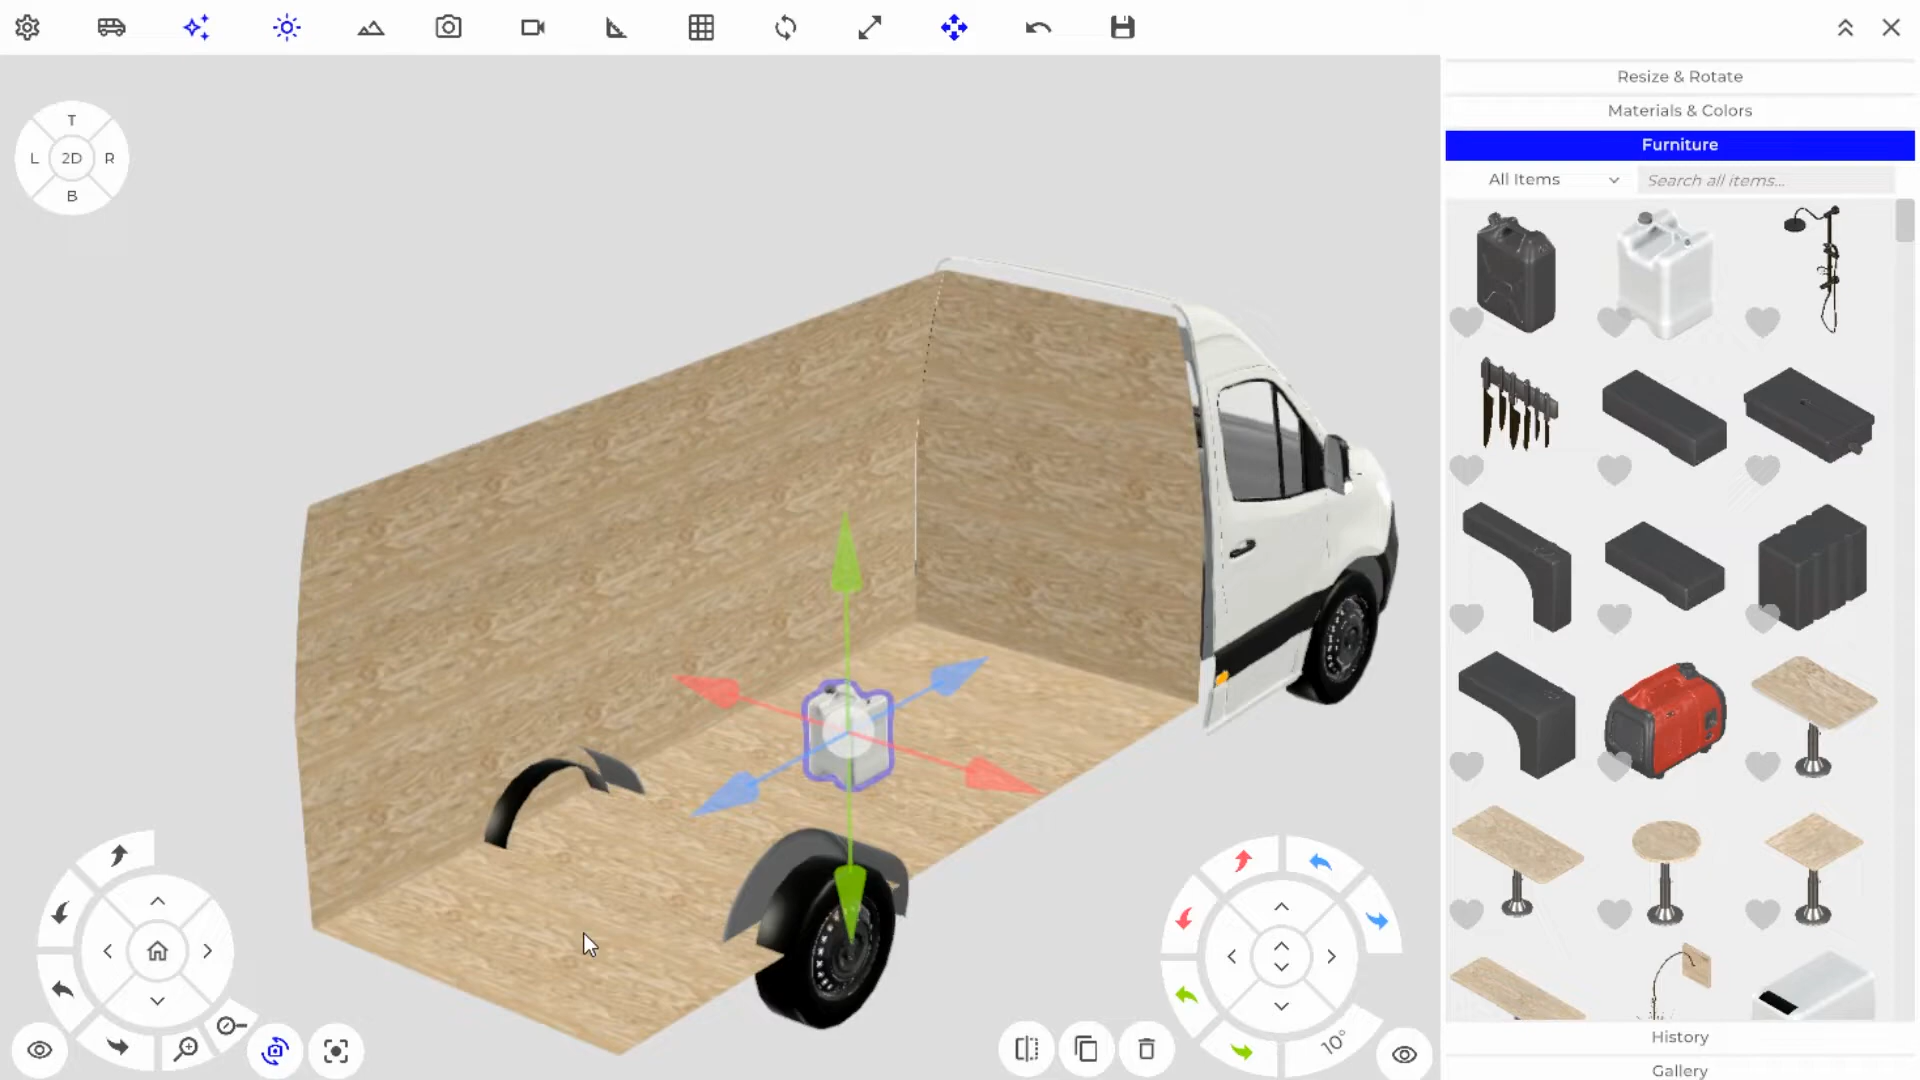 Resize & Rotate
Materials & Colors
Furniture
All Items
Search all items...
T
L 2D R
B
10°
History
Gallery